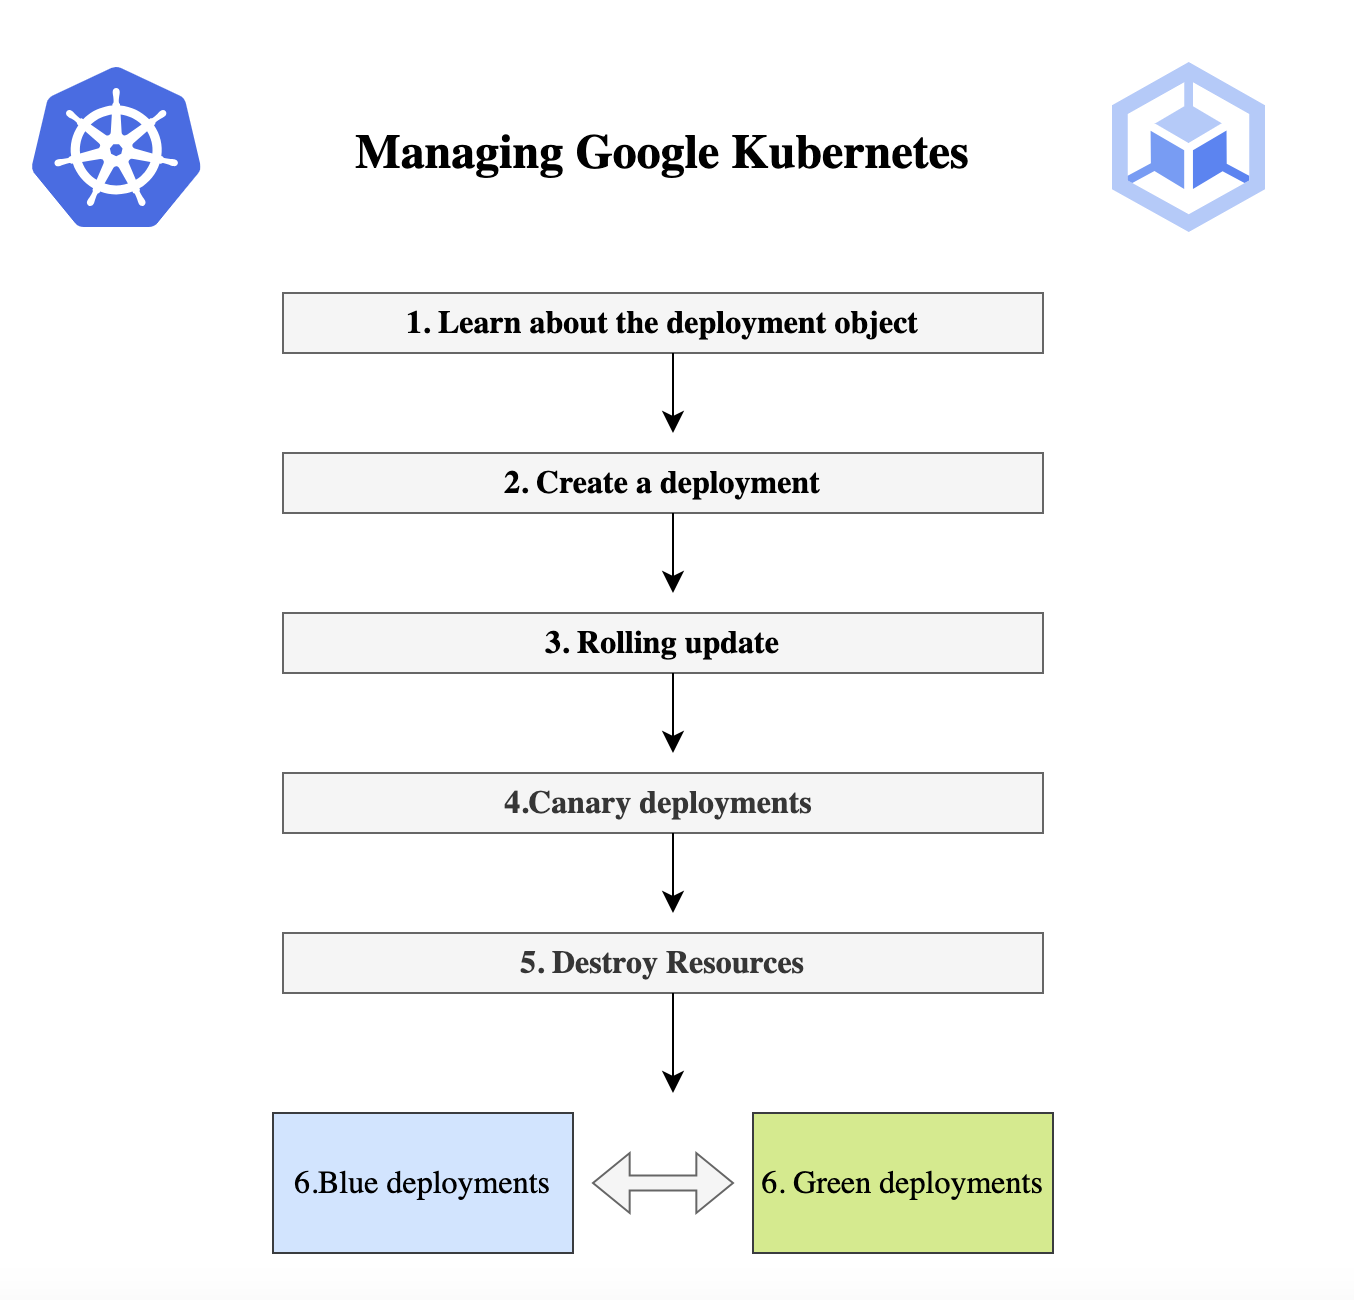 Managing Google Kubernetes
1. Learn about the deployment object
2. Create a deployment
3. Rolling update
4.Canary deployments
5. Destroy Resources
6.Blue deployments
6. Green deployments